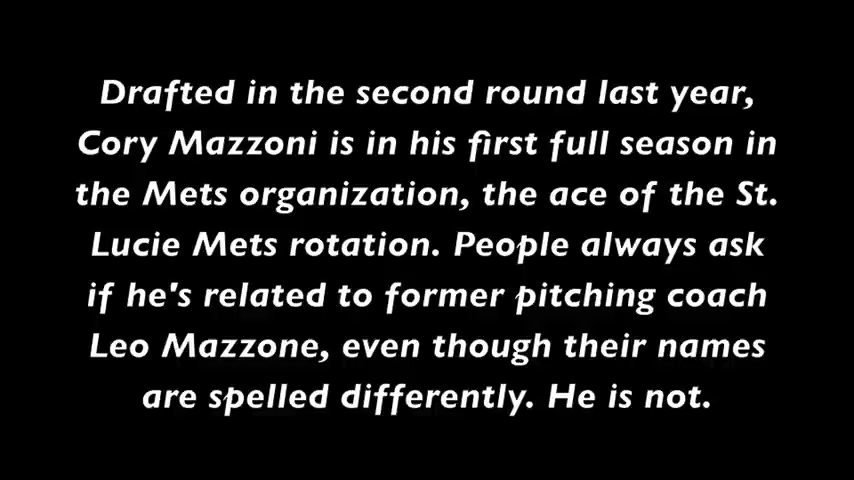 Drafted in the second round last year,
Cory Mazzoni is in his first full season in
the Mets organization, the ace of the St.
Lucie Mets rotation. People always ask
if he's related to former pitching coach
Leo Mazzone, even though their names
are spelled differently. He is not.